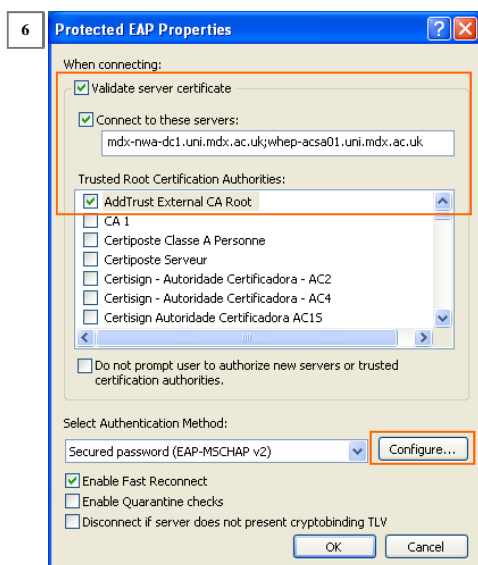 6
Protected EAP Properties
When connecting:
Validate server certificate
Connect to these servers:
mdx-nwa-dc1.uni.mdx.ac.uk;whep-acsa01.uni.mdx.ac.uk
Trusted Root Certification Authorities:
AddTrust External CA Root
CA 1
Certiposte Classe A Personne
Certiposte Serveur
Certisign - Autoridade Certificadora - AC2
Certisign - Autoridade Certificadora - AC4
Certisign Autoridade Certificadora AC1S
Do not prompt user to authorize new servers or trusted
certification authorities.
Select Authentication Method:
Secured password (EAP-MSCHAP v2)
Configure...
Enable Fast Reconnect
Enable Quarantine checks
Disconnect if server does not present cryptobinding TLV
OK Cancel